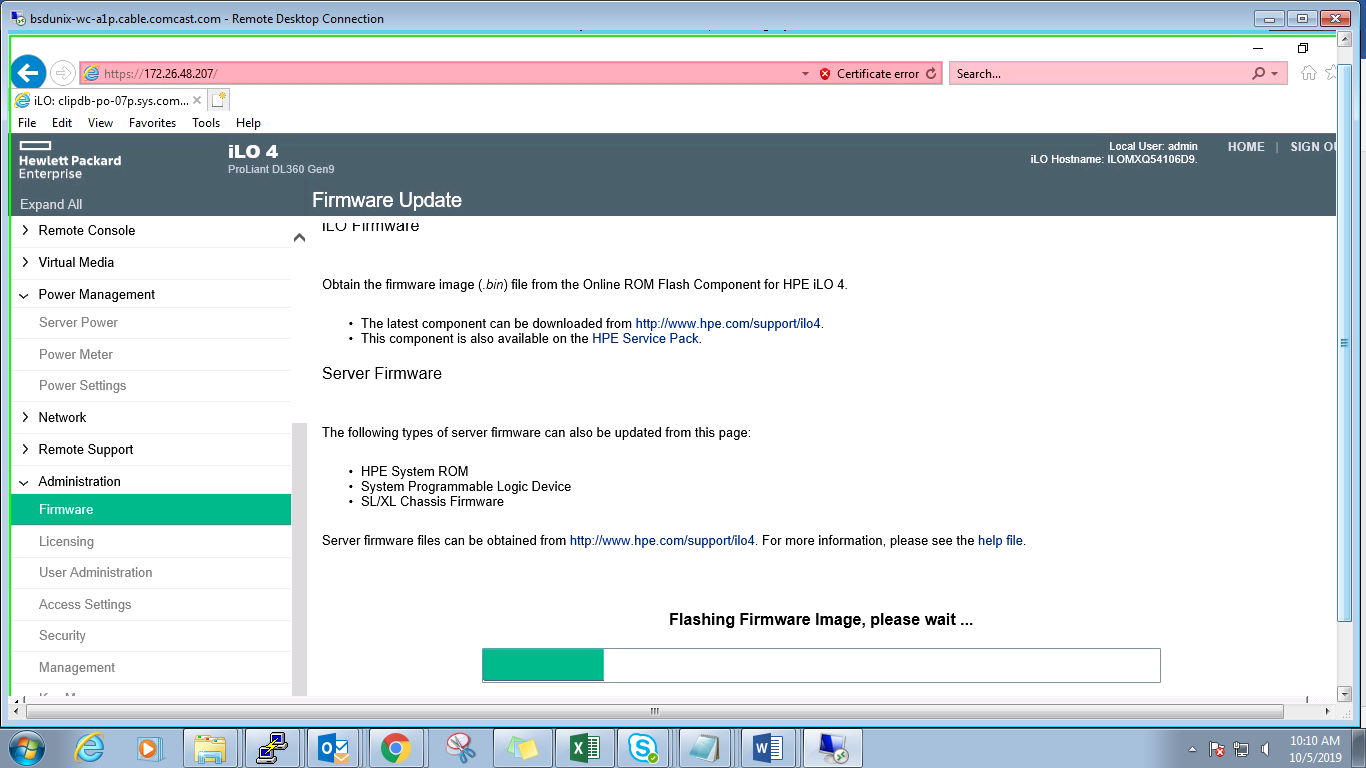 bsdunix-wc-a1p.cable.comcast.com - Remote Desktop Connection
https://172.26.48.207/
Certificate error
Search...
iLO: clipdb-po-07p.sys.com...
File Edit View Favorites Tools Help
Hewlett Packard
Enterprise
iLO 4
ProLiant DL360 Gen9
Local User: admin
iLO Hostname: ILOMXQ54106D9.
HOME | SIGN OU
Expand All
Firmware Update
Remote Console
Virtual Media
Power Management
Server Power
Power Meter
Power Settings
Network
Remote Support
Administration
Firmware
Licensing
User Administration
Access Settings
Security
Management
iLO Firmware
Obtain the firmware image (.bin) file from the Online ROM Flash Component for HPE iLO 4.
• The latest component can be downloaded from http://www.hpe.com/support/ilo4.
• This component is also available on the HPE Service Pack.
Server Firmware
The following types of server firmware can also be updated from this page:
• HPE System ROM
• System Programmable Logic Device
• SL/XL Chassis Firmware
Server firmware files can be obtained from http://www.hpe.com/support/ilo4. For more information, please see the help file.
Flashing Firmware Image, please wait ...
10:10 AM
10/5/2019